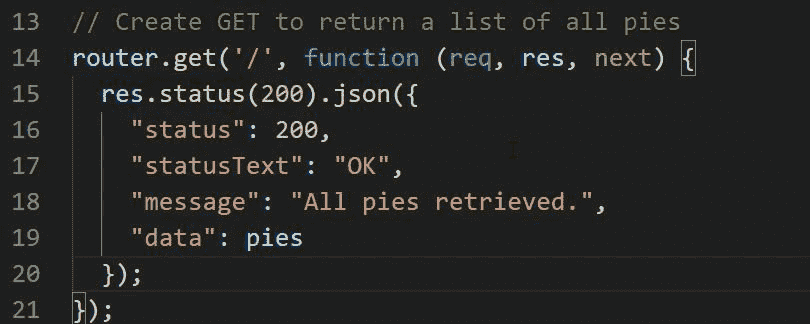 13 // Create GET to return a list of all pies
14 router.get('/', function (req, res, next) {
15   res.status(200).json({
16     "status": 200,
17     "statusText": "OK",
18     "message": "All pies retrieved.",
19     "data": pies
20   });
21 });